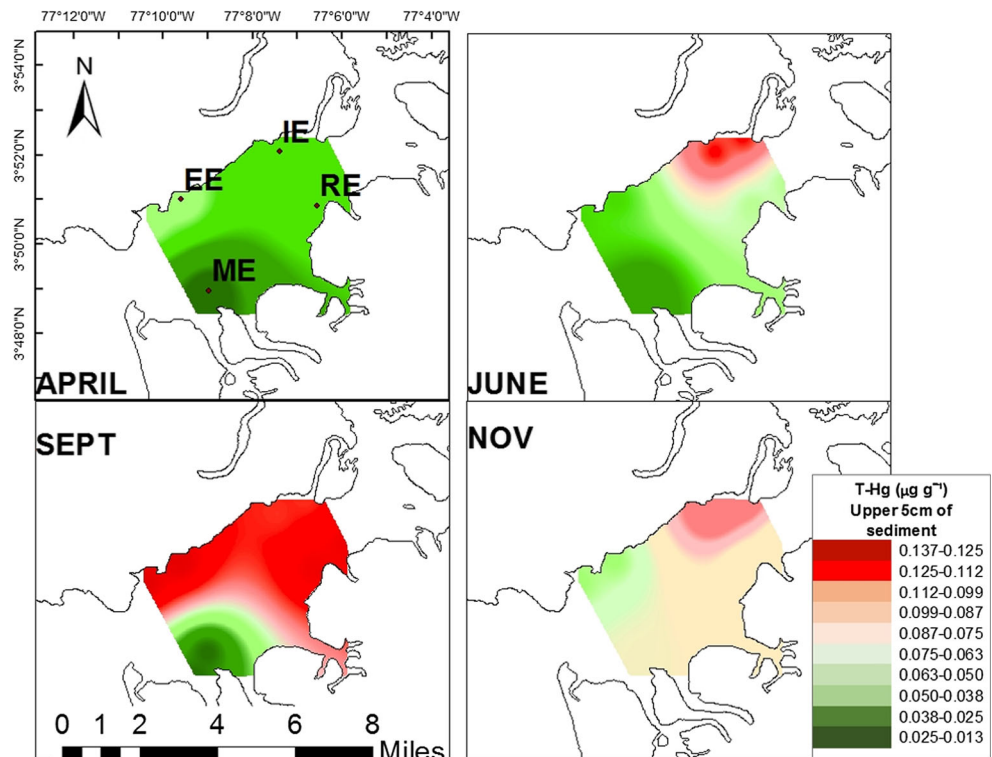 77°12'0"W 77°10'0"W 77°8'0"W 77°6'0"W 77°4'0"W
3°54'0"N
3°52'0"N
3°50'0"N
3°48'0"N
N
IE
EE
RE
ME
APRIL
JUNE
SEPT
NOV
0 1 2 4 6 8
Miles
T-Hg (µg g⁻¹)
Upper 5cm of
sediment
0.137-0.125
0.125-0.112
0.112-0.099
0.099-0.087
0.087-0.075
0.075-0.063
0.063-0.050
0.050-0.038
0.038-0.025
0.025-0.013